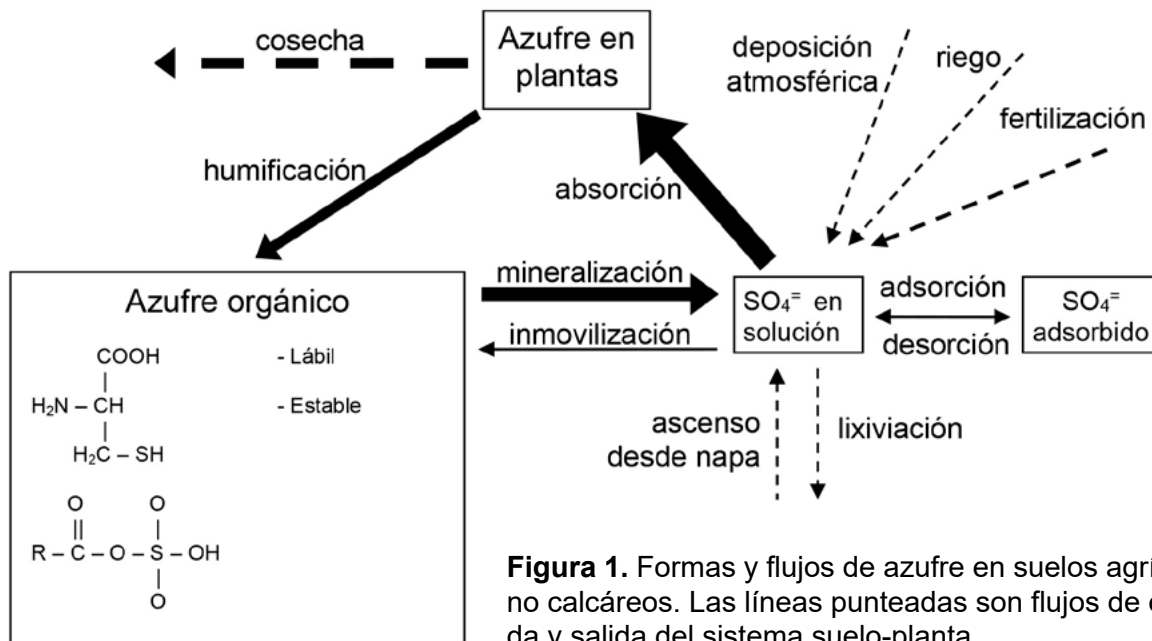 cosecha
Azufre en
plantas
deposición
atmosférica
riego
fertilización
humificación
absorción
Azufre orgánico
COOH
- Lábil
|
H₂N – CH
- Estable
|
H₂C – SH
O O
|| |
R – C – O – S – OH
|
O
mineralización
inmovilización
SO₄⁼ en
solución
adsorción
desorción
SO₄⁼
adsorbido
ascenso
desde napa
lixiviación
Figura 1. Formas y flujos de azufre en suelos agrí
no calcáreos. Las líneas punteadas son flujos de
da y salida del sistema suelo-planta